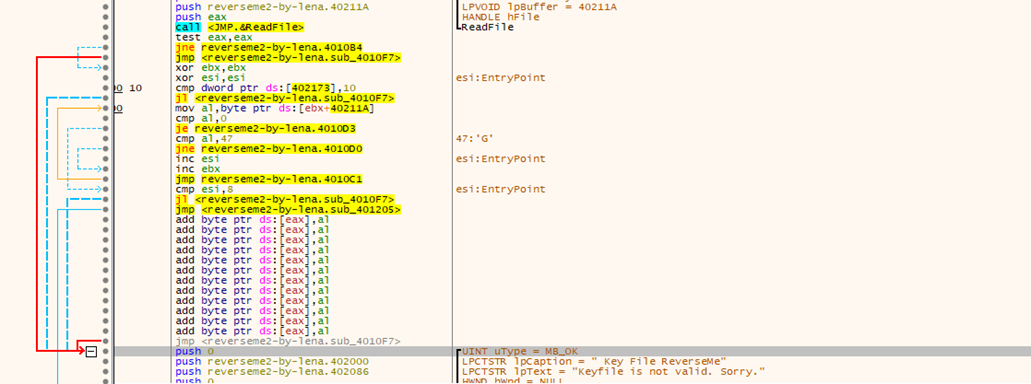 push reverseme2-by-lena.40211A LPVOID lpBuffer = 40211A
push eax HANDLE hFile
call <JMP.&ReadFile> ReadFile
test eax,eax
jne reverseme2-by-lena.4010B4
jmp <reverseme2-by-lena.sub_4010F7>
xor ebx,ebx
xor esi,esi esi:EntryPoint
10 cmp dword ptr ds:[402173],10
jl <reverseme2-by-lena.sub_4010F7>
mov al,byte ptr ds:[ebx+40211A]
cmp al,0
je reverseme2-by-lena.4010D3
cmp al,47 47:'G'
jne reverseme2-by-lena.4010D0
inc esi esi:EntryPoint
inc ebx
jmp reverseme2-by-lena.4010C1
cmp esi,8 esi:EntryPoint
jl <reverseme2-by-lena.sub_4010F7>
jmp <reverseme2-by-lena.sub_401205>
add byte ptr ds:[eax],al
add byte ptr ds:[eax],al
add byte ptr ds:[eax],al
add byte ptr ds:[eax],al
add byte ptr ds:[eax],al
add byte ptr ds:[eax],al
add byte ptr ds:[eax],al
add byte ptr ds:[eax],al
add byte ptr ds:[eax],al
add byte ptr ds:[eax],al
add byte ptr ds:[eax],al
add byte ptr ds:[eax],al
jmp <reverseme2-by-lena.sub_4010F7>
push 0 UINT uType = MB_OK
push reverseme2-by-lena.402000 LPCTSTR lpCaption = " Key File ReverseMe"
push reverseme2-by-lena.402086 LPCTSTR lpText = "Keyfile is not valid. Sorry."
push 0 HWND hWnd = NULL